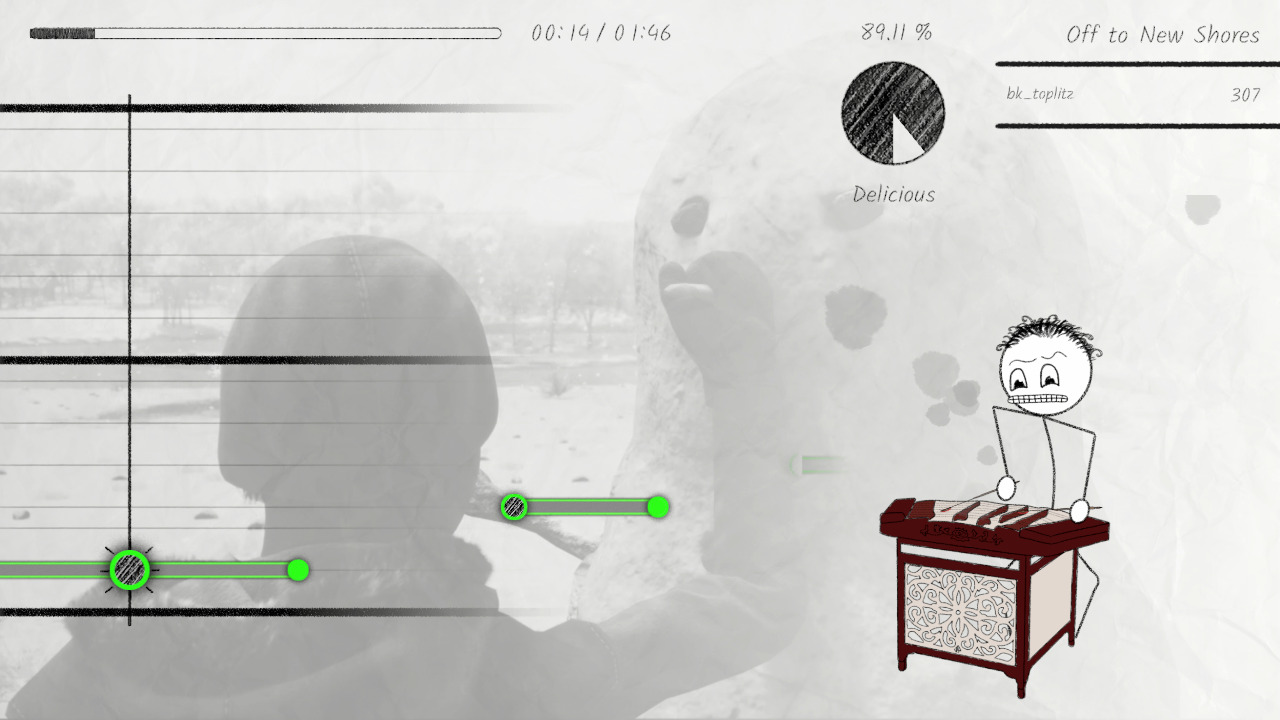 00:14 / 01:46
89.11 %
Delicious
Off to New Shores
bk_toplitz 307